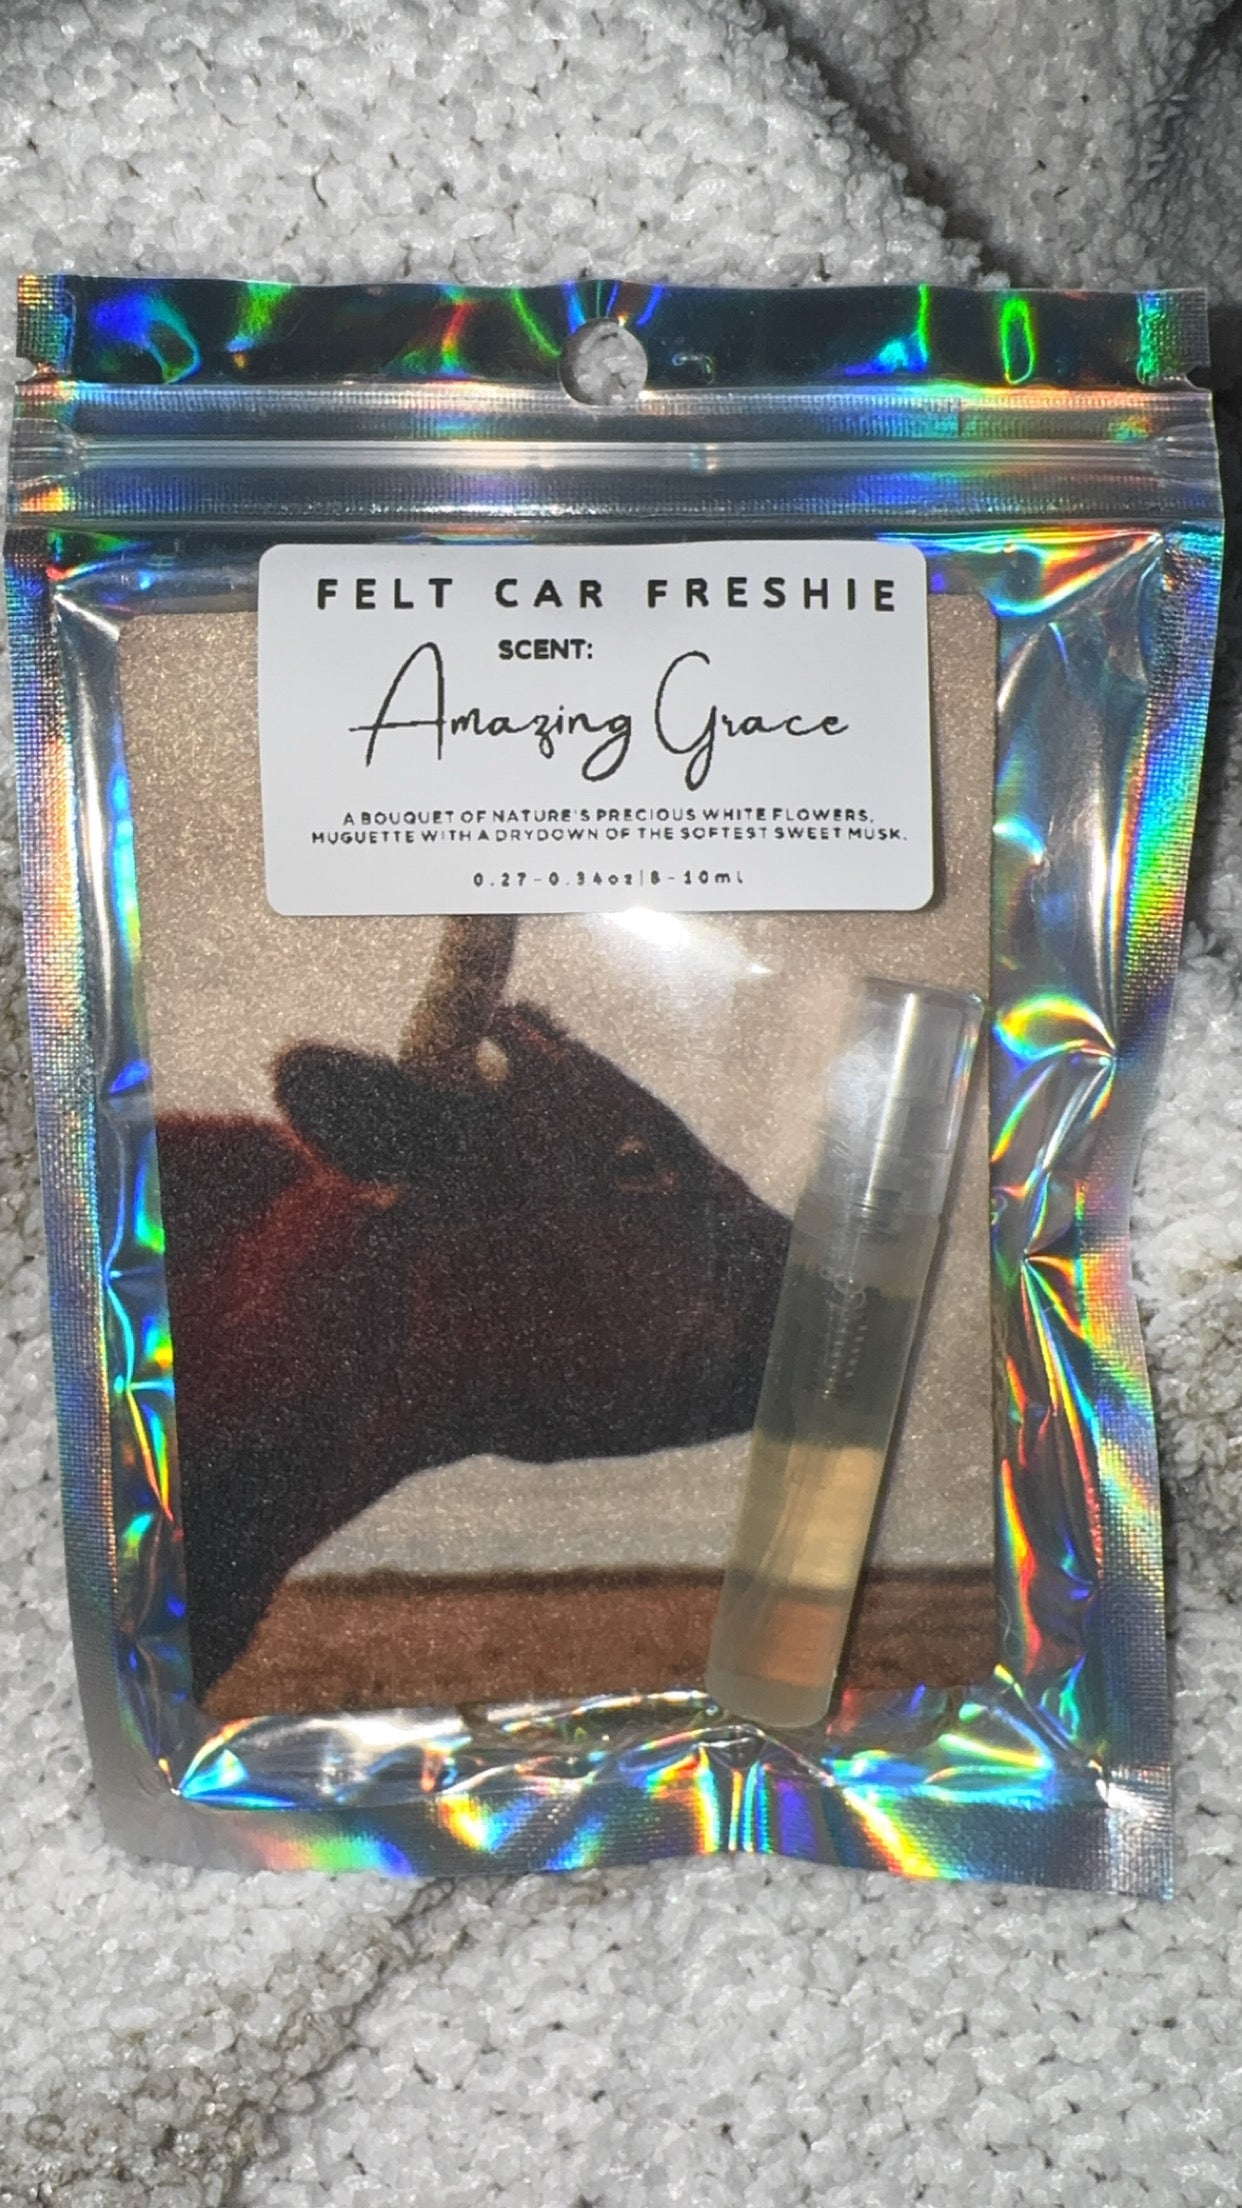 FELT CAR FRESHIE
SCENT:
Amazing Grace
A BOUQUET OF NATURE'S PRECIOUS WHITE FLOWERS,
MUGUETTE WITH A DRYDOWN OF THE SOFTEST SWEET MUSK.
0.27-0.34oz|8-10mL